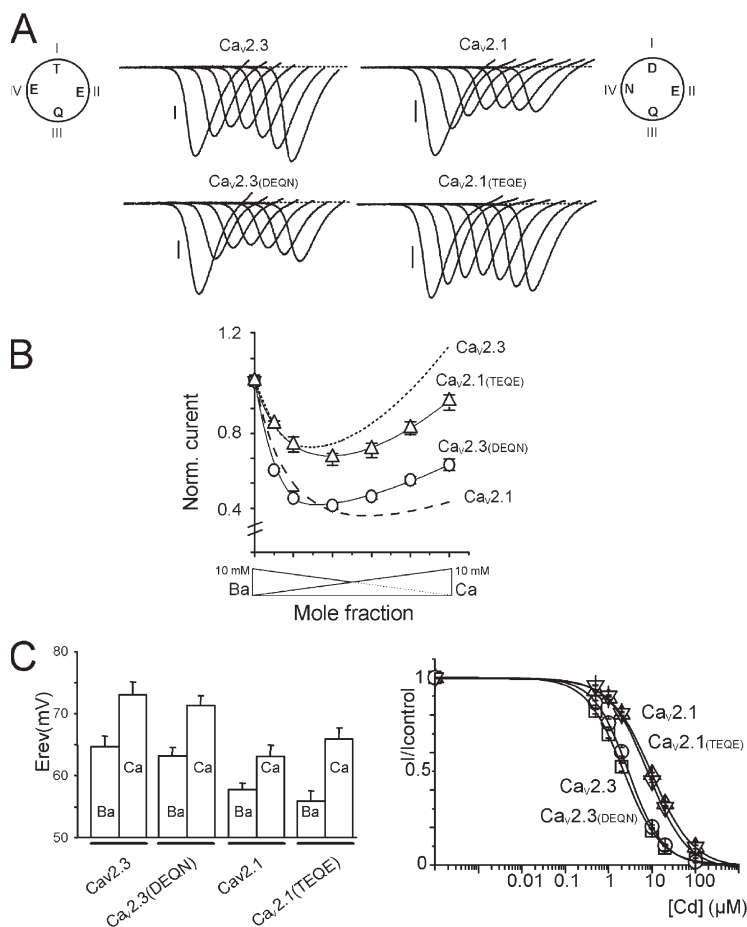 A
Cav2.3
Cav2.1
I
T
IV E E II
Q
III
I
D
IV N E II
Q
III
Cav2.3(DEQN)
Cav2.1(TEQE)
B
Norm. curent
1.2
0.8
0.4
Cav2.3
Cav2.1(TEQE)
Cav2.3(DEQN)
Cav2.1
10 mM
10 mM
Ba
Ca
Mole fraction
C
Erev(mV)
80
70
60
50
Ba
Ca
Ba
Ca
Ba
Ca
Ba
Ca
Cav2.3
Cav2.3(DEQN)
Cav2.1
Cav2.1(TEQE)
I/Icontrol
1
0.5
0
Cav2.1
Cav2.1(TEQE)
Cav2.3
Cav2.3(DEQN)
0.01
0.1
1
10
100
[Cd] (µM)